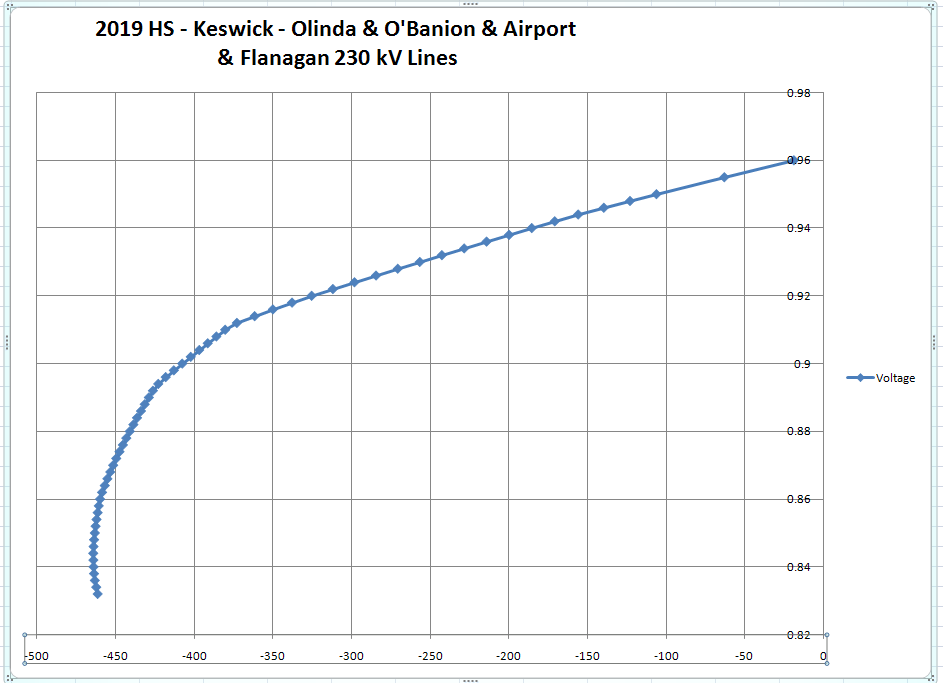 2019 HS - Keswick - Olinda & O'Banion & Airport
& Flanagan 230 kV Lines
0.98
0.96
0.94
0.92
0.9
0.88
0.86
0.84
0.82
Voltage
-500 -450 -400 -350 -300 -250 -200 -150 -100 -50 0